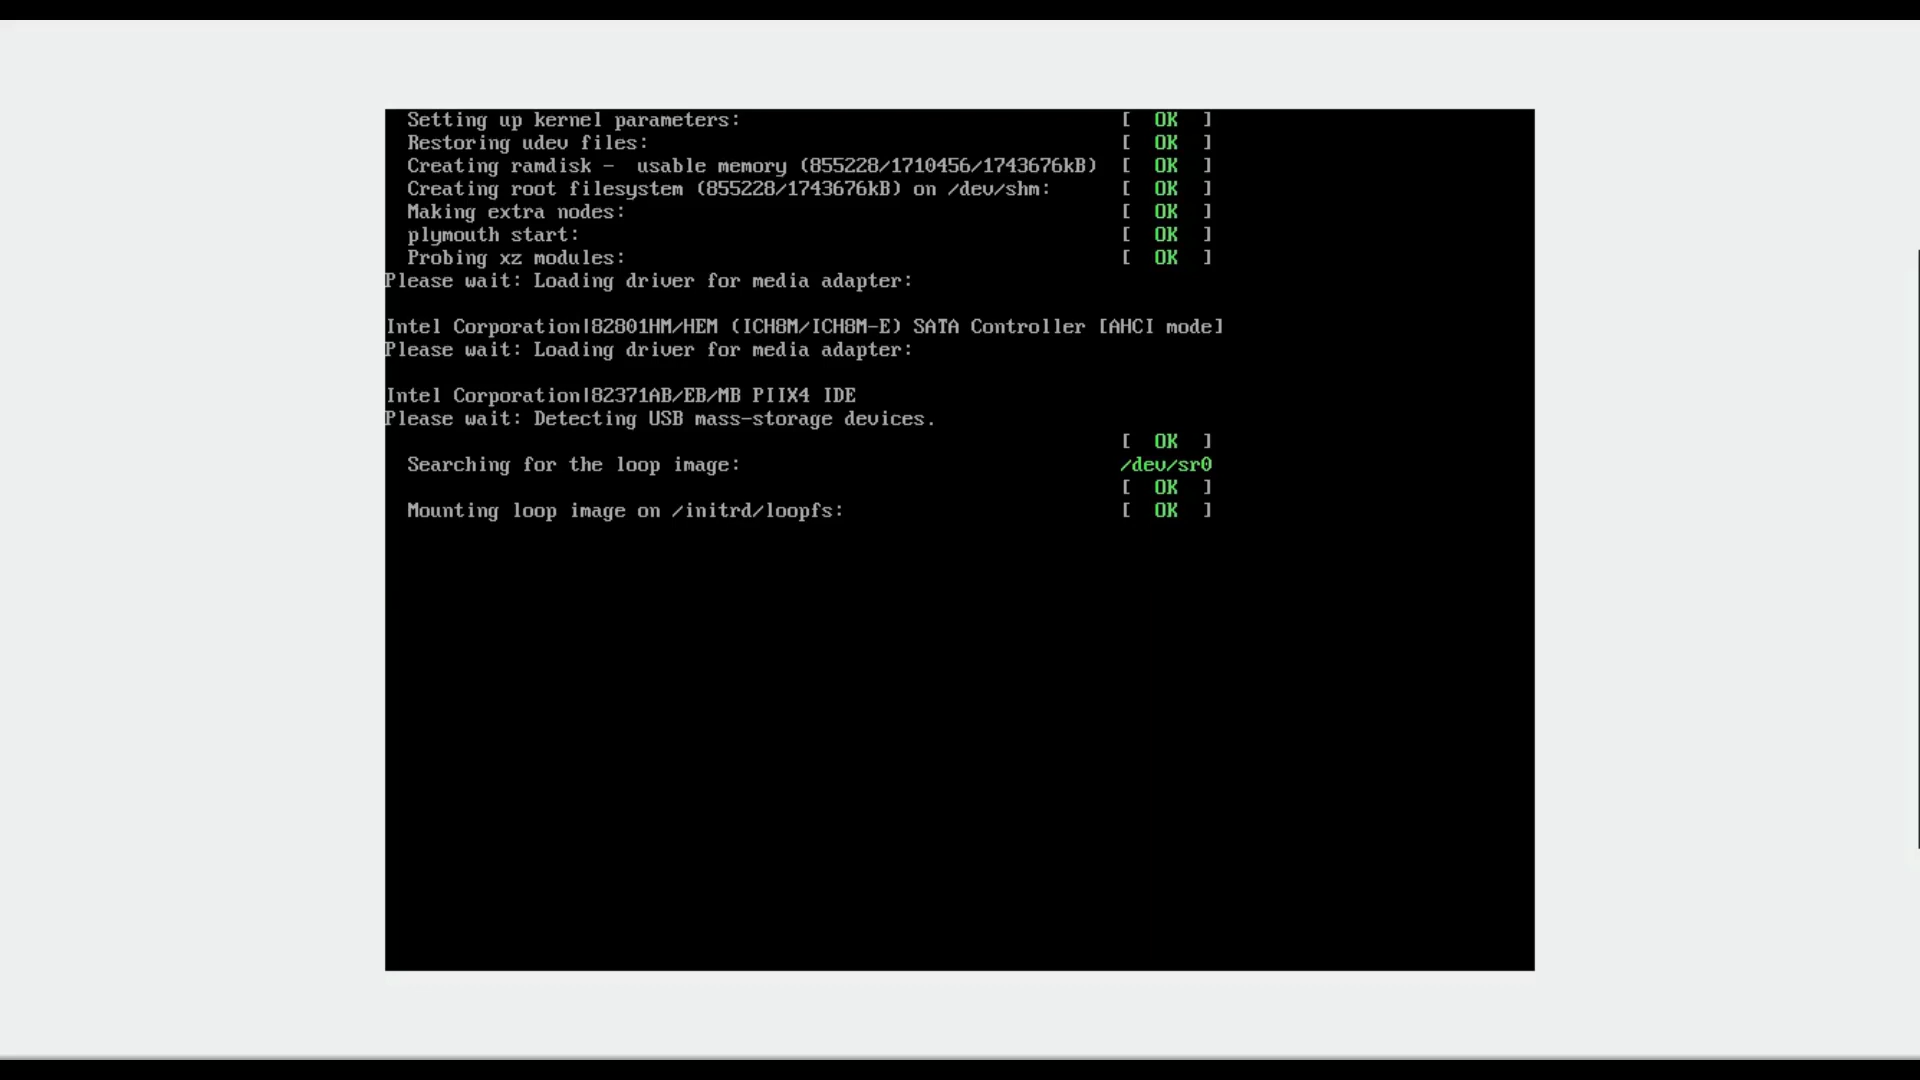 Setting up kernel parameters: [ OK ]
Restoring udev files: [ OK ]
Creating ramdisk -  usable memory (855228/1710456/1743676kB) [ OK ]
Creating root filesystem (855228/1743676kB) on /dev/shm: [ OK ]
Making extra nodes: [ OK ]
plymouth start: [ OK ]
Probing xz modules: [ OK ]
Please wait: Loading driver for media adapter:
Intel Corporation|82801HM/HEM (ICH8M/ICH8M-E) SATA Controller [AHCI mode]
Please wait: Loading driver for media adapter:
Intel Corporation|82371AB/EB/MB PIIX4 IDE
Please wait: Detecting USB mass-storage devices.
[ OK ]
Searching for the loop image: /dev/sr0
[ OK ]
Mounting loop image on /initrd/loopfs: [ OK ]